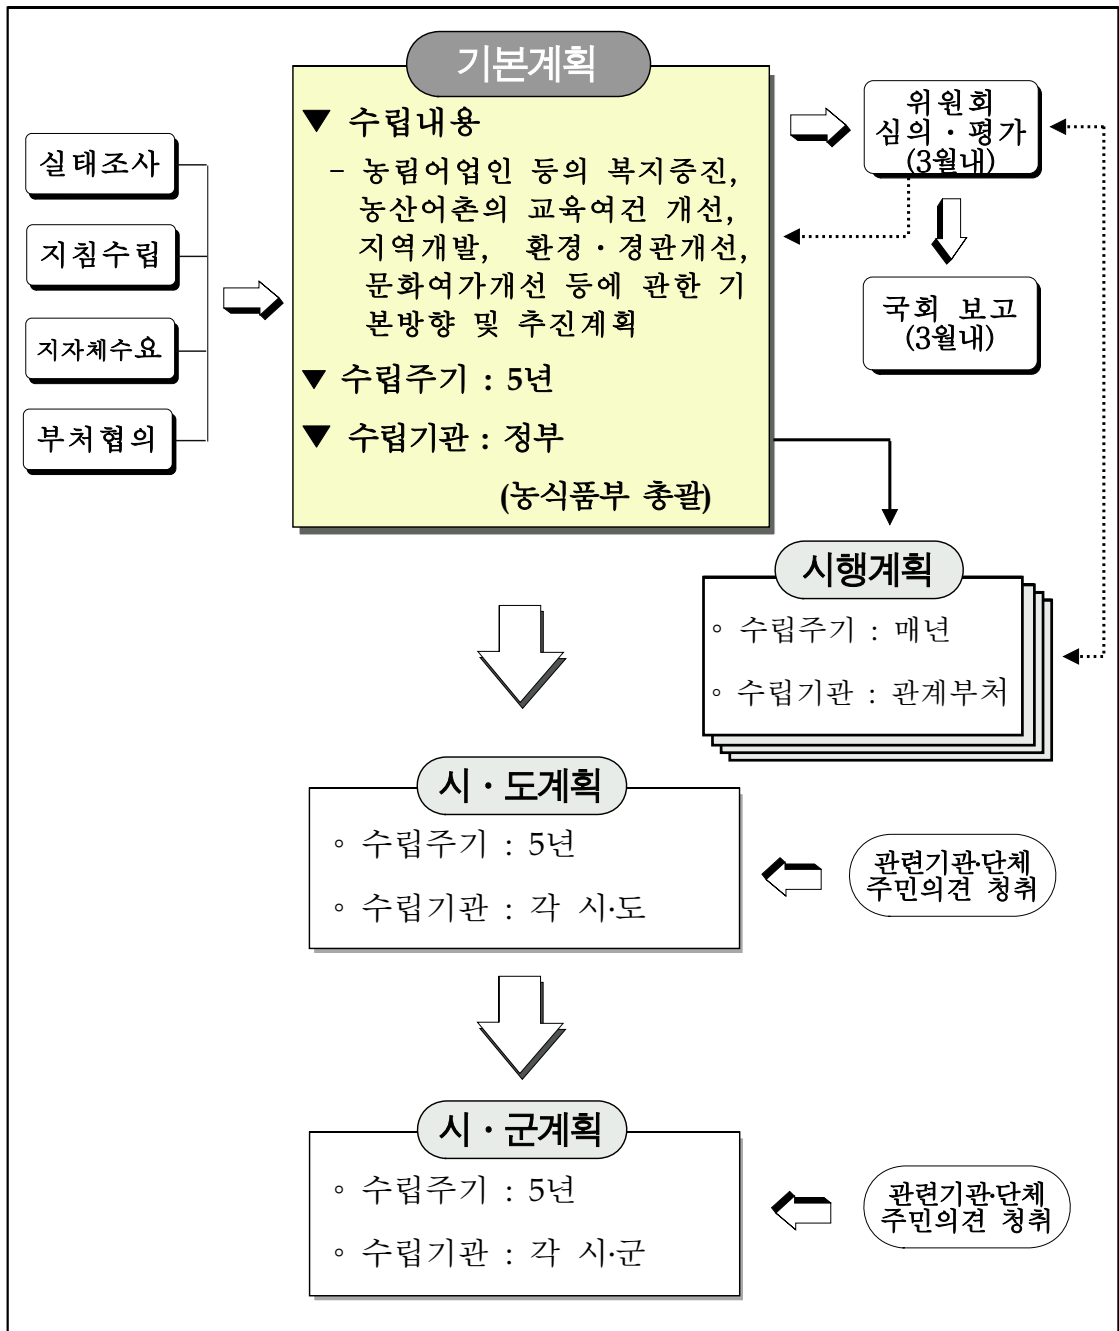 기본계획
▼ 수립내용
- 농림어업인 등의 복지증진,
농산어촌의 교육여건 개선,
지역개발, 환경·경관개선,
문화여가개선 등에 관한 기
본방향 및 추진계획
▼ 수립주기 : 5년
▼ 수립기관 : 정부
(농식품부 총괄)
실태조사
지침수립
지자체수요
부처협의
위원회
심의·평가
(3월내)
국회 보고
(3월내)
시행계획
◦ 수립주기 : 매년
◦ 수립기관 : 관계부처
시·도계획
◦ 수립주기 : 5년
◦ 수립기관 : 각 시·도
관련기관·단체
주민의견 청취
시·군계획
◦ 수립주기 : 5년
◦ 수립기관 : 각 시·군
관련기관·단체
주민의견 청취